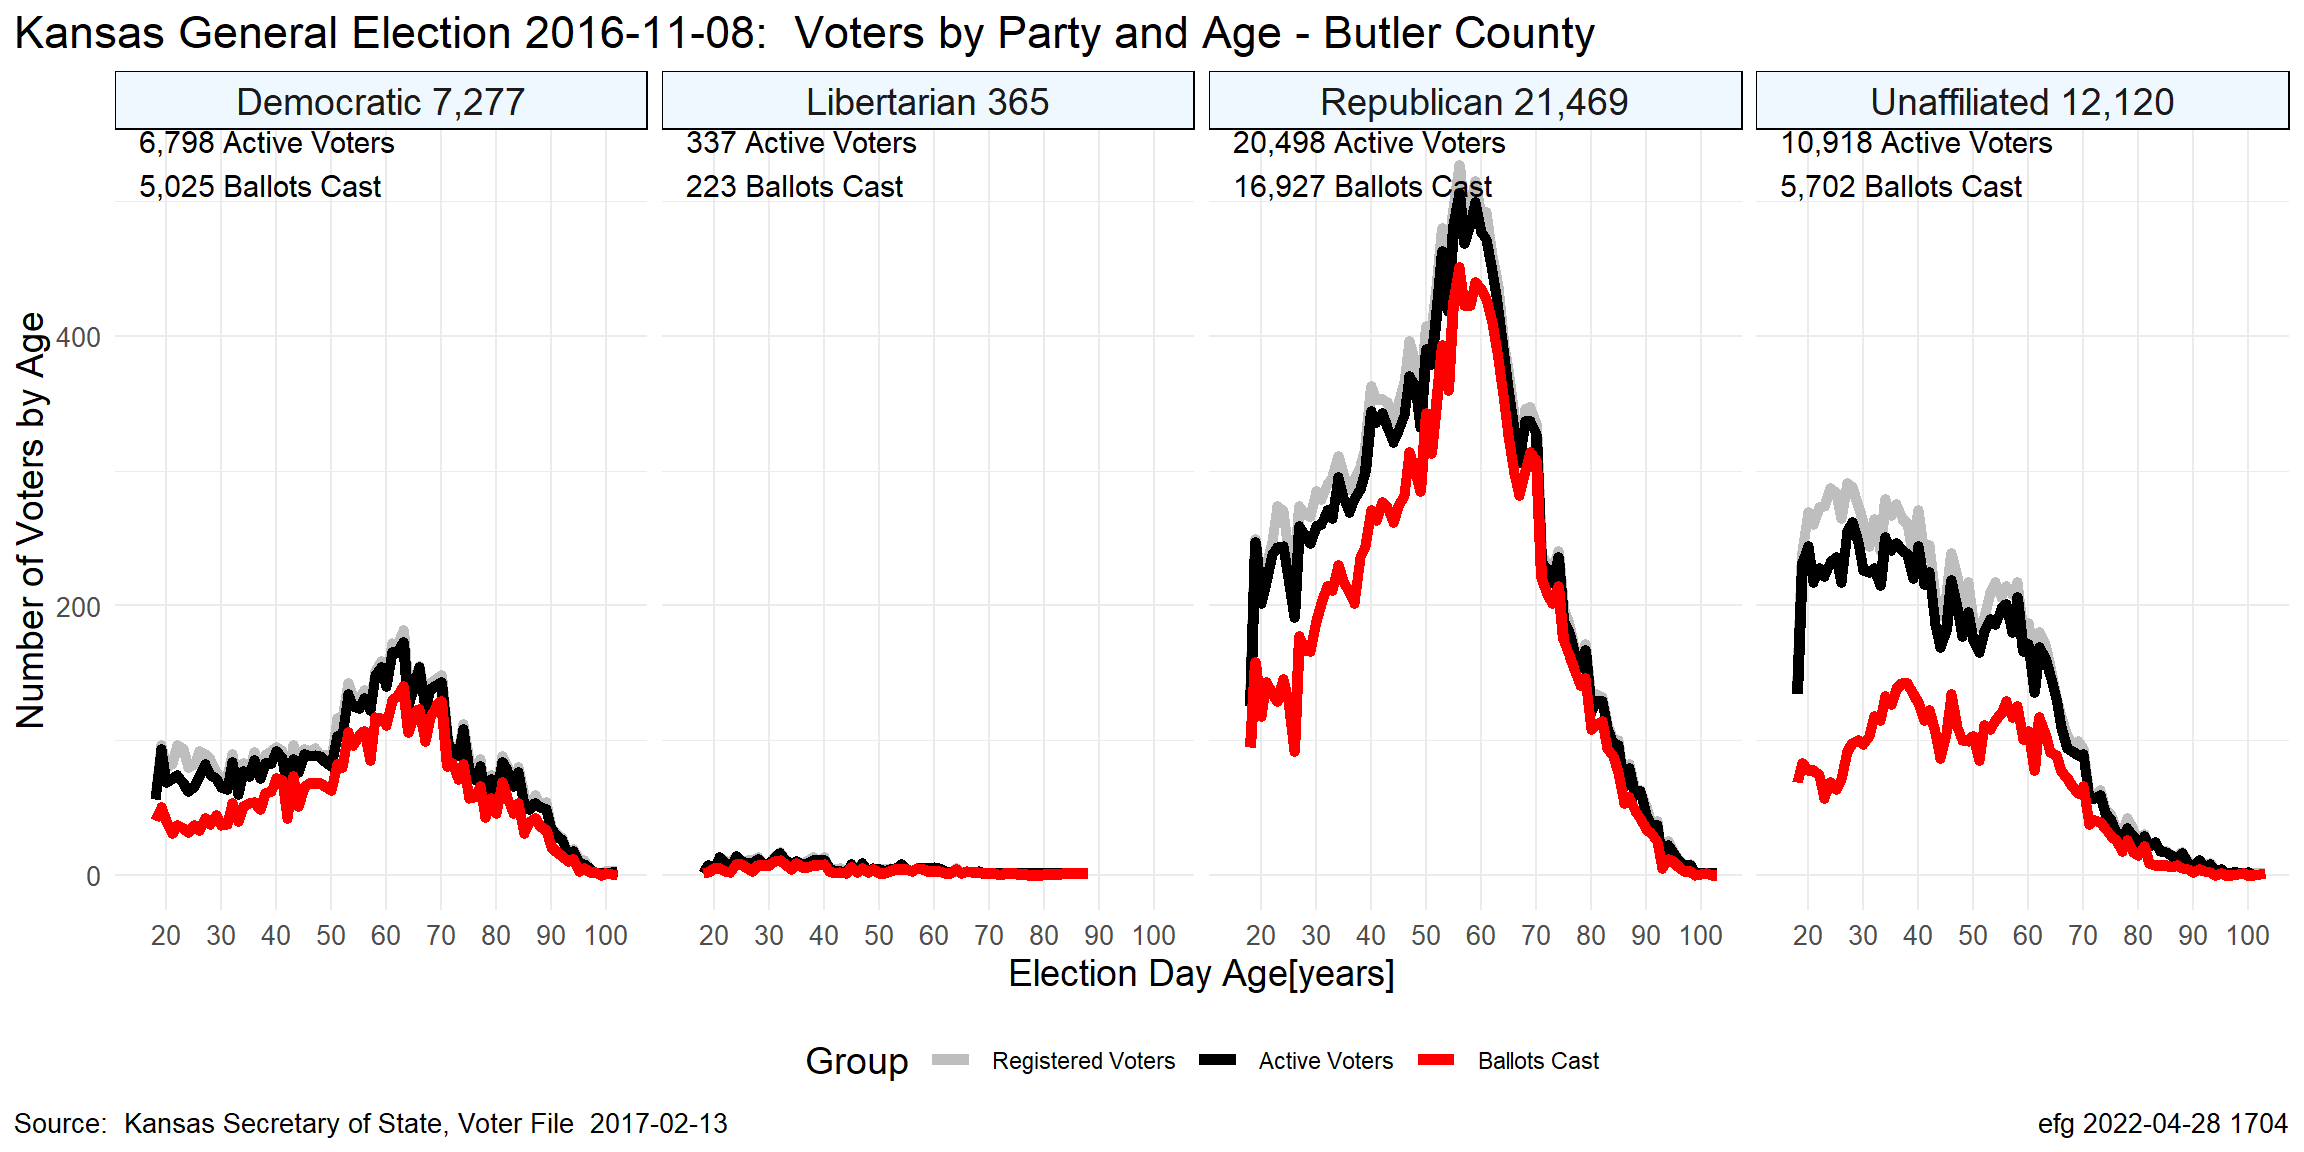 Kansas General Election 2016-11-08:  Voters by Party and Age - Butler County
Democratic 7,277
Libertarian 365
Republican 21,469
Unaffiliated 12,120
6,798 Active Voters
5,025 Ballots Cast
337 Active Voters
223 Ballots Cast
20,498 Active Voters
16,927 Ballots Cast
10,918 Active Voters
5,702 Ballots Cast
Number of Voters by Age
400
200
0
20 30 40 50 60 70 80 90 100
20 30 40 50 60 70 80 90 100
20 30 40 50 60 70 80 90 100
20 30 40 50 60 70 80 90 100
Election Day Age[years]
Group Registered Voters Active Voters Ballots Cast
Source:  Kansas Secretary of State, Voter File  2017-02-13
efg 2022-04-28 1704